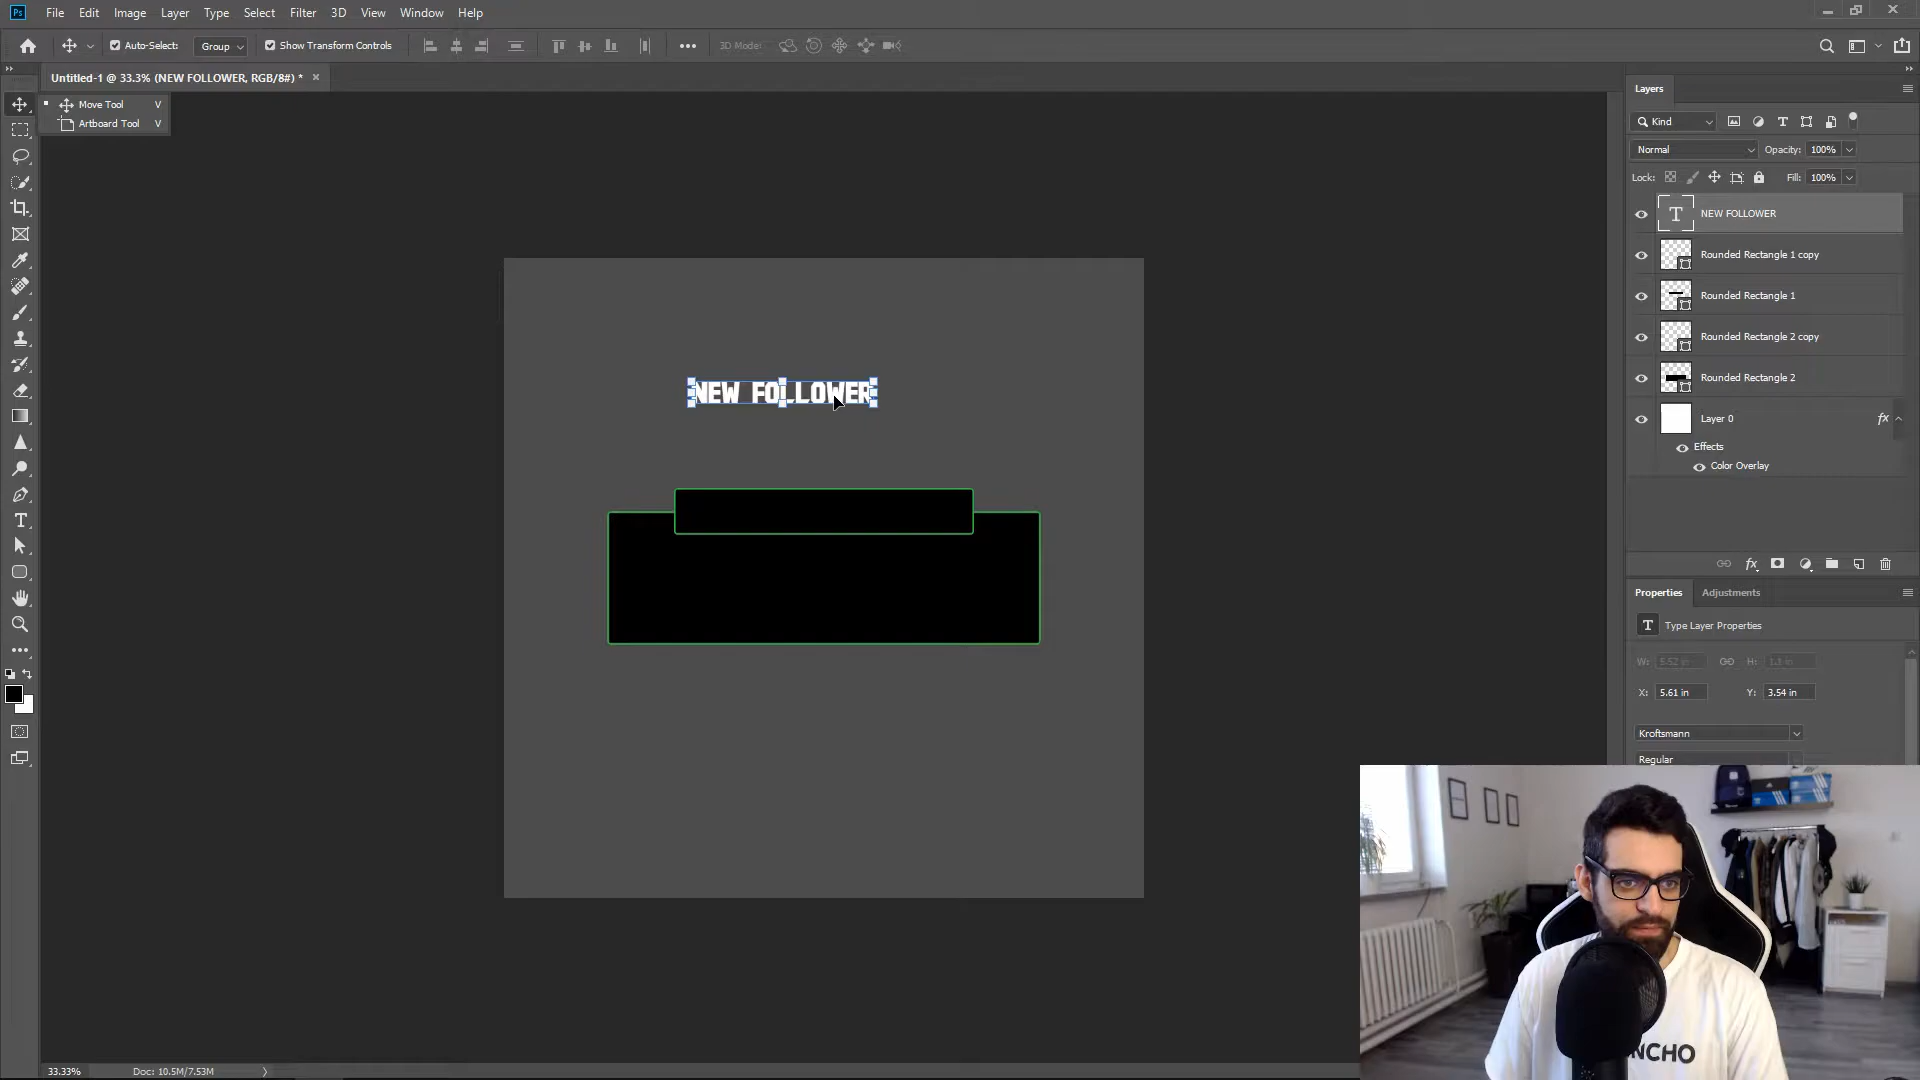 Ps File Edit Image Layer Type Select Filter 3D View Window Help
Auto-Select: Group Show Transform Controls 3D Mode:
Untitled-1 @ 33.3% (NEW FOLLOWER, RGB/8#) * ×
Move Tool V
Artboard Tool V
Layers
Kind
Normal Opacity: 100%
Lock: Fill: 100%
T NEW FOLLOWER
Rounded Rectangle 1 copy
Rounded Rectangle 1
Rounded Rectangle 2 copy
Rounded Rectangle 2
Layer 0 fx
Effects
Color Overlay
NEW FOLLOWER
fx
Properties Adjustments
T Type Layer Properties
W: 5.52 in H: 1.3 in
X: 5.61 in Y: 3.54 in
Kroftsmann
Regular
NCHO
33.33% Doc: 10.5M/7.53M